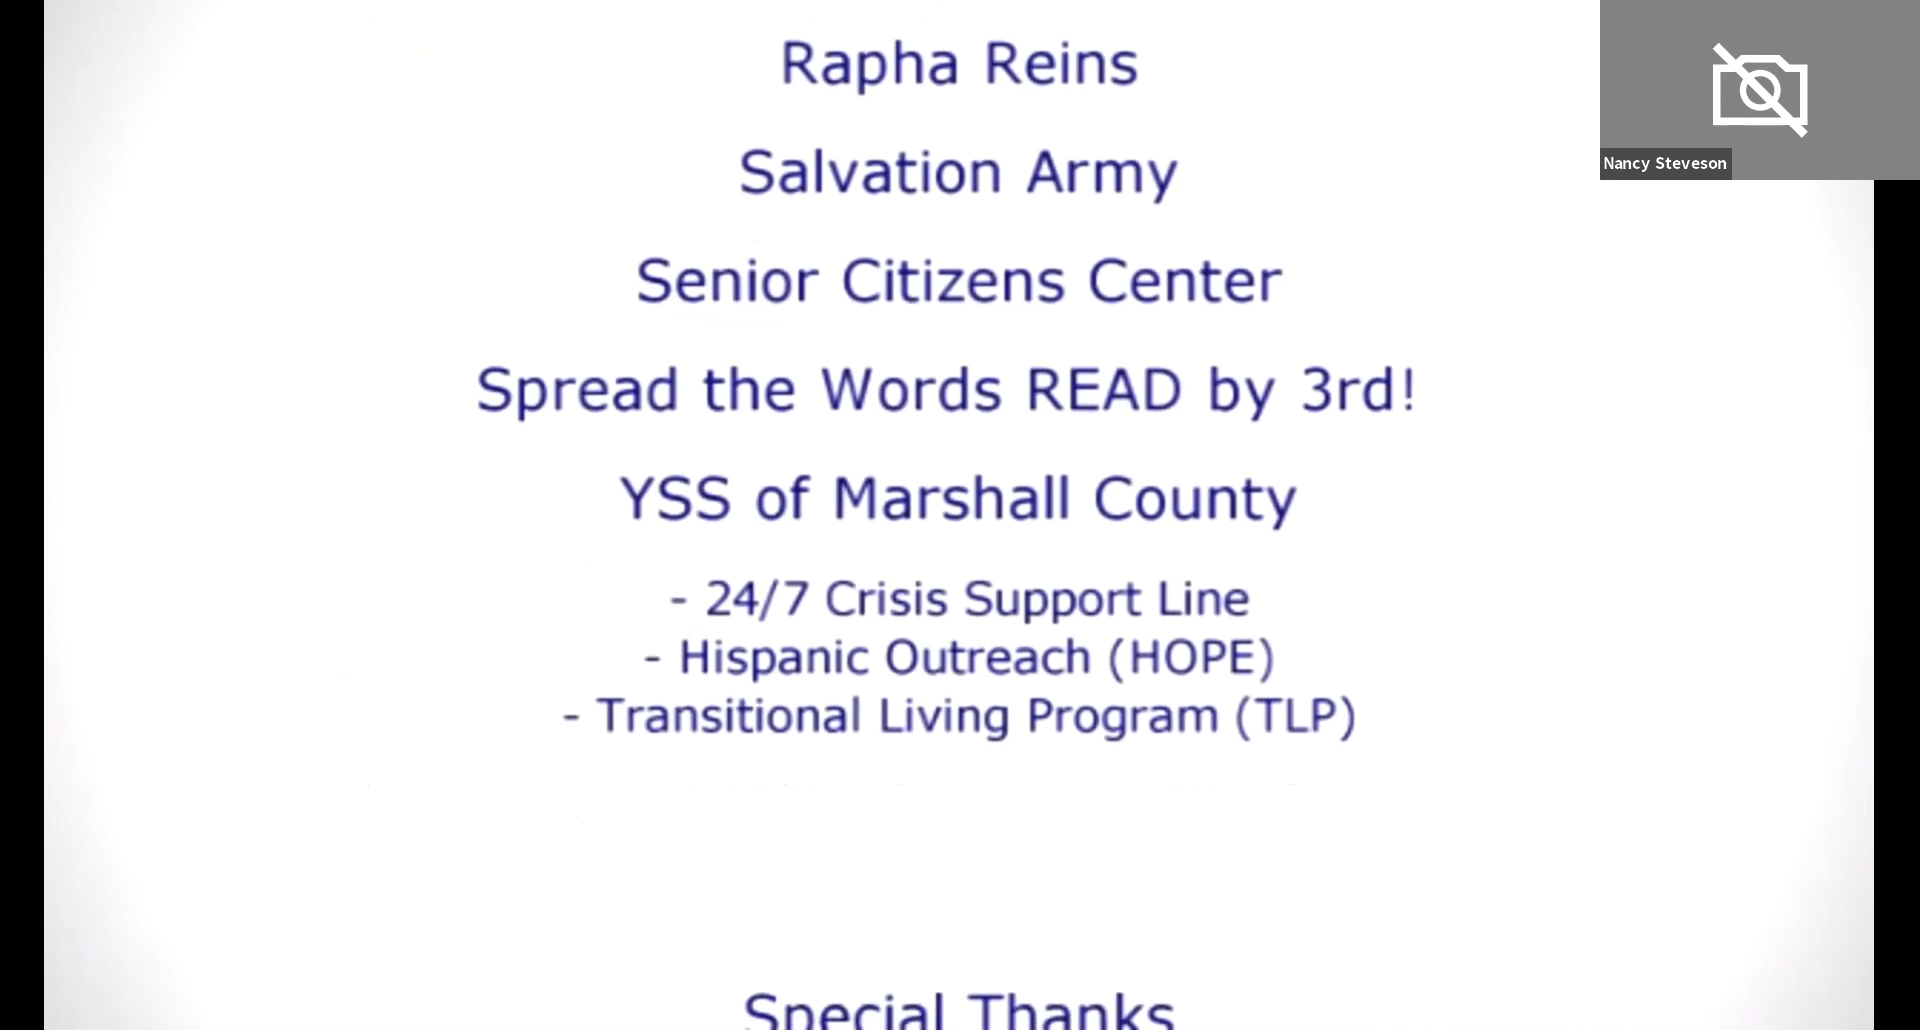 Rapha Reins
Nancy Steveson
Salvation Army
Senior Citizens Center
Spread the Words READ by 3rd!
YSS of Marshall County
- 24/7 Crisis Support Line
- Hispanic Outreach (HOPE)
- Transitional Living Program (TLP)
Special Thanks